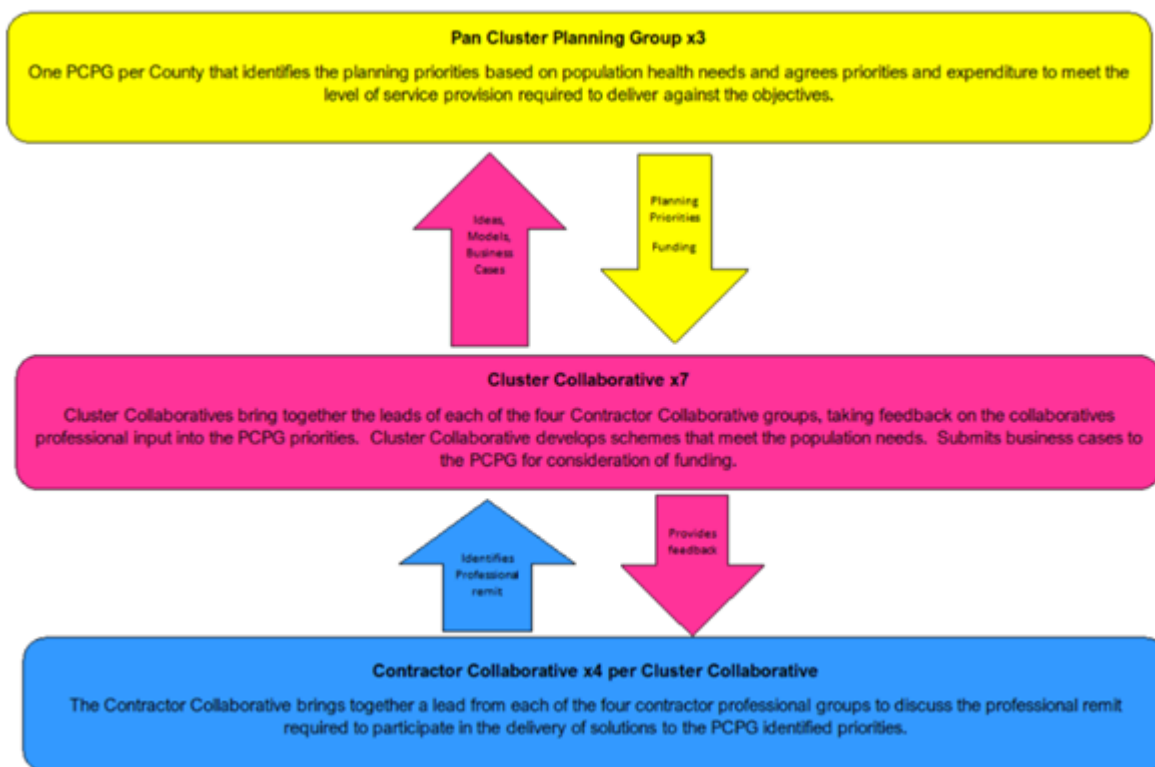 Pan Cluster Planning Group x3
One PCPG per County that identifies the planning priorities based on population health needs and agrees priorities and expenditure to meet the
level of service provision required to deliver against the objectives.
Ideas,
Models,
Business
Cases
Planning
Priorities
Funding
Cluster Collaborative x7
Cluster Collaboratives bring together the leads of each of the four Contractor Collaborative groups, taking feedback on the collaboratives
professional input into the PCPG priorities. Cluster Collaborative develops schemes that meet the population needs. Submits business cases to
the PCPG for consideration of funding.
Identifies
Professional
remit
Provides
feedback
Contractor Collaborative x4 per Cluster Collaborative
The Contractor Collaborative brings together a lead from each of the four contractor professional groups to discuss the professional remit
required to participate in the delivery of solutions to the PCPG identified priorities.